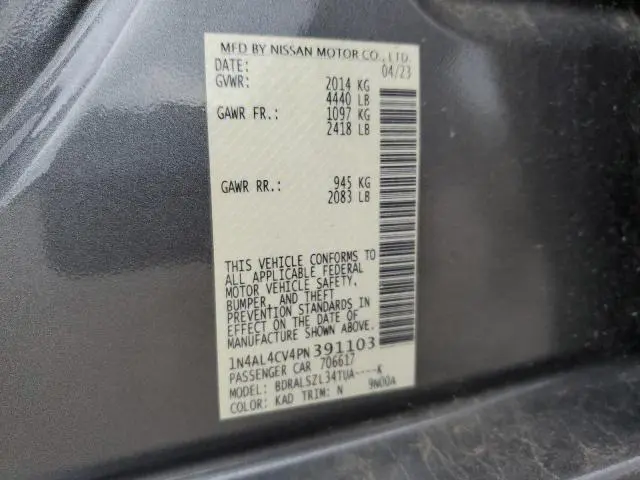 MFD BY NISSAN MOTOR CO., LTD.
DATE: 04/23
GVWR: 2014 KG
4440 LB
GAWR FR.: 1097 KG
2418 LB
GAWR RR.: 945 KG
2083 LB
THIS VEHICLE CONFORMS TO
ALL APPLICABLE FEDERAL
MOTOR VEHICLE SAFETY,
BUMPER, AND THEFT
PREVENTION STANDARDS IN
EFFECT ON THE DATE OF
MANUFACTURE SHOWN ABOVE.
1N4AL4CV4PN391103
PASSENGER CAR 706617
MODEL: BDRALSZL34TUA----K
COLOR: KAD TRIM: N 9N00A